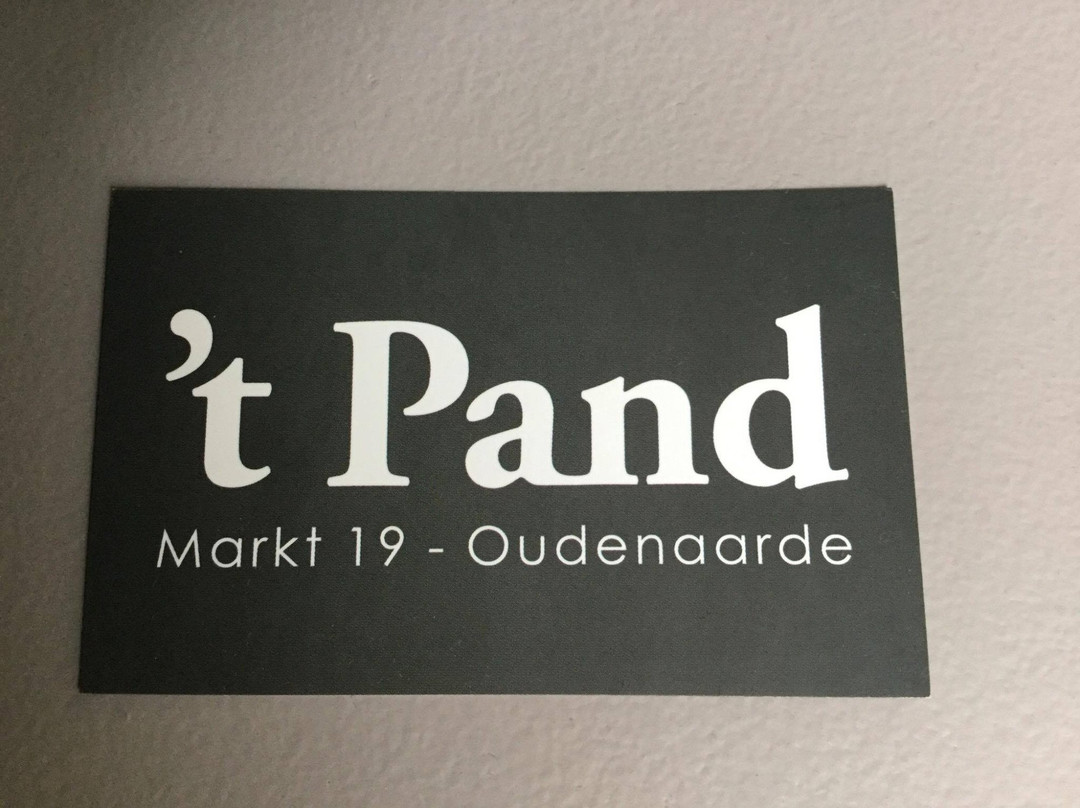 ’t Pand
Markt 19 - Oudenaarde